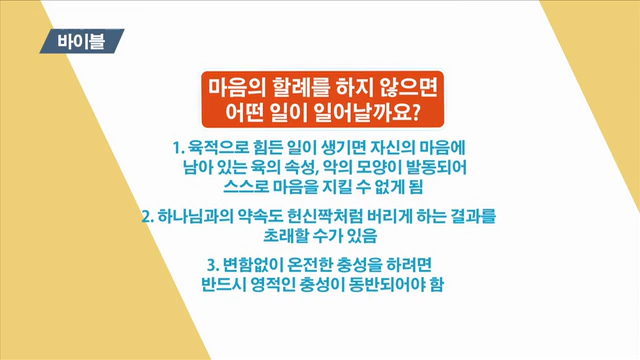 바이블
마음의 할례를 하지 않으면
어떤 일이 일어날까요?
1. 육적으로 힘든 일이 생기면 자신의 마음에
남아 있는 육의 속성, 악의 모양이 발동되어
스스로 마음을 지킬 수 없게 됨
2. 하나님과의 약속도 헌신짝처럼 버리게 하는 결과를
초래할 수가 있음
3. 변함없이 온전한 충성을 하려면
반드시 영적인 충성이 동반되어야 함